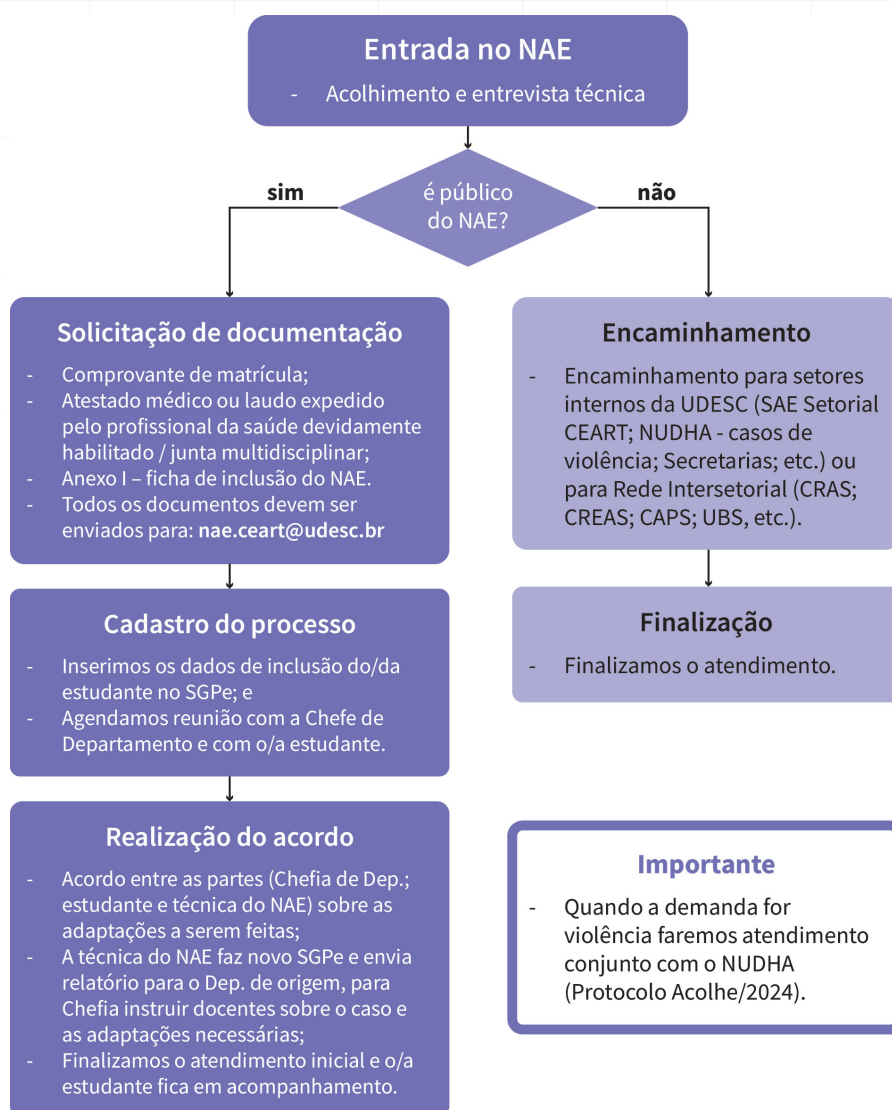 Entrada no NAE
- Acolhimento e entrevista técnica
é público
do NAE?
sim
não
Solicitação de documentação
- Comprovante de matrícula;
- Atestado médico ou laudo expedido
pelo profissional da saúde devidamente
habilitado / junta multidisciplinar;
- Anexo I – ficha de inclusão do NAE.
- Todos os documentos devem ser
enviados para: nae.ceart@udesc.br
Encaminhamento
- Encaminhamento para setores
internos da UDESC (SAE Setorial
CEART; NUDHA - casos de
violência; Secretarias; etc.) ou
para Rede Intersetorial (CRAS;
CREAS; CAPS; UBS, etc.).
Cadastro do processo
- Inserimos os dados de inclusão do/da
estudante no SGPe; e
- Agendamos reunião com a Chefe de
Departamento e com o/a estudante.
Finalização
- Finalizamos o atendimento.
Realização do acordo
- Acordo entre as partes (Chefia de Dep.;
estudante e técnica do NAE) sobre as
adaptações a serem feitas;
- A técnica do NAE faz novo SGPe e envia
relatório para o Dep. de origem, para
Chefia instruir docentes sobre o caso e
as adaptações necessárias;
- Finalizamos o atendimento inicial e o/a
estudante fica em acompanhamento.
Importante
- Quando a demanda for
violência faremos atendimento
conjunto com o NUDHA
(Protocolo Acolhe/2024).